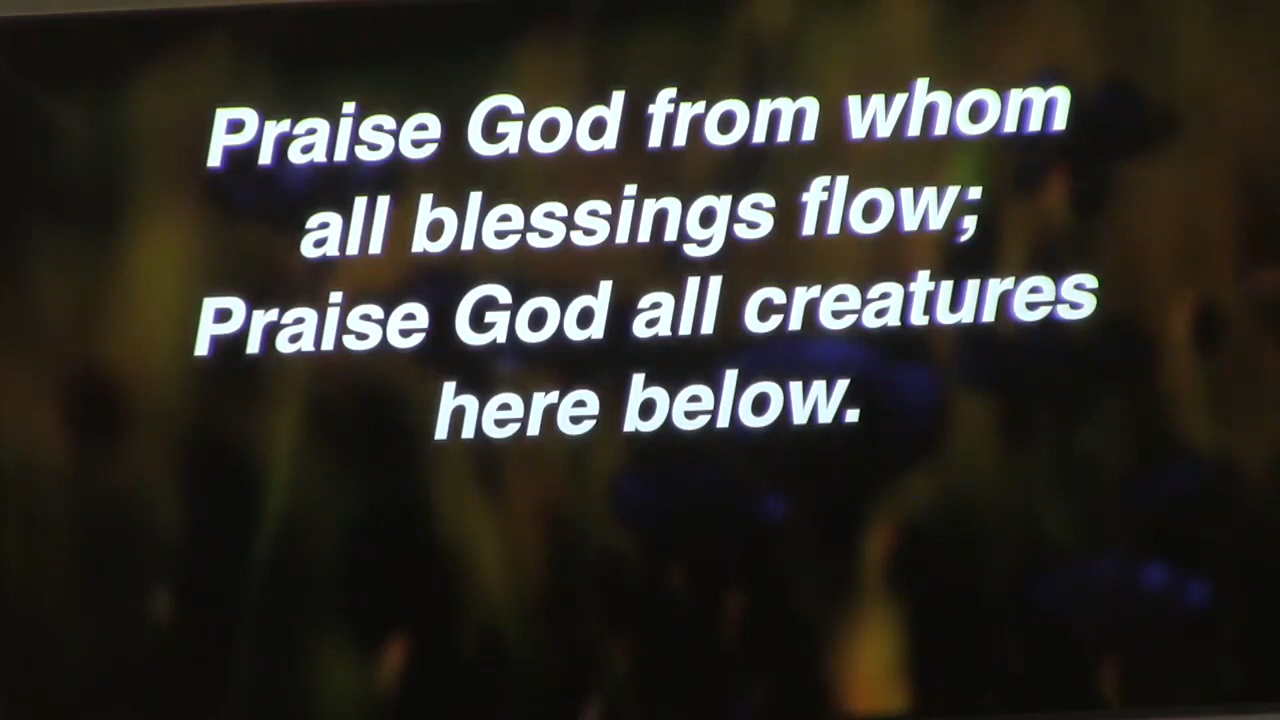 Praise God from whom
all blessings flow;
Praise God all creatures
here below.